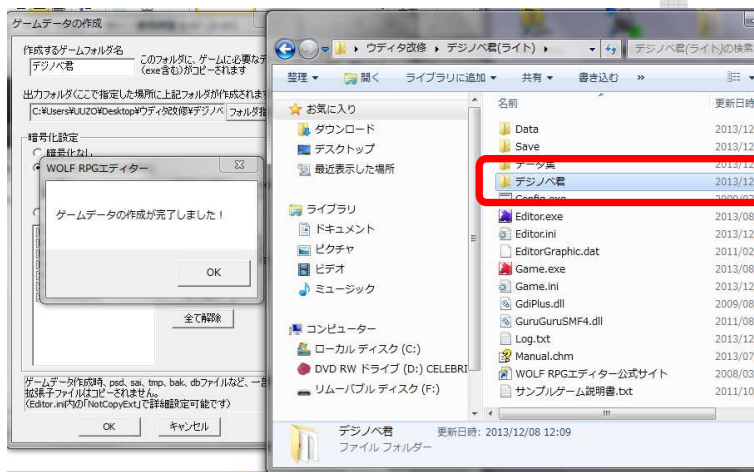 ゲームデータの作成
作成するゲームフォルダ名
デジノベ君
このフォルダに、ゲームに必要なデ
(exe含む)がコピーされます
出力フォルダ(ここで指定した場所に上記フォルダが作成されます
C:¥Users¥UUZO¥Desktop¥ウディタ改修¥デジノベ
フォルダ指
暗号化設定
暗号化なし
WOLF RPGエディター
ゲームデータの作成が完了しました！
OK
全て解除
ゲームデータ作成時、psd, sai, tmp, bak, dbファイルなど、一部
拡張子ファイルはコピーされません。
(Editor.ini内の「NotCopyExt」で詳細設定可能です)
OK
キャンセル
ウディタ改修 ▸ デジノベ君(ライト) ▸
デジノベ君(ライト)の検索
整理 ▼
開く
ライブラリに追加 ▼
共有 ▼
書き込む
»
お気に入り
ダウンロード
デスクトップ
最近表示した場所
ライブラリ
ドキュメント
ピクチャ
ビデオ
ミュージック
コンピューター
ローカル ディスク (C:)
DVD RW ドライブ (D:) CELEBRI
リムーバブル ディスク (F:)
名前
更新日時
Data
2013/12
Save
2013/12
データ集
2013/12
デジノベ君
2013/12
Config.exe
2009/07
Editor.exe
2013/08
Editor.ini
2013/12
EditorGraphic.dat
2011/02
Game.exe
2013/08
Game.ini
2013/12
GdiPlus.dll
2009/08
GuruGuruSMF4.dll
2011/08
Log.txt
2013/12
Manual.chm
2013/07
WOLF RPGエディター公式サイト
2008/03
サンプルゲーム説明書.txt
2011/10
デジノベ君
更新日時: 2013/12/08 12:09
ファイル フォルダー